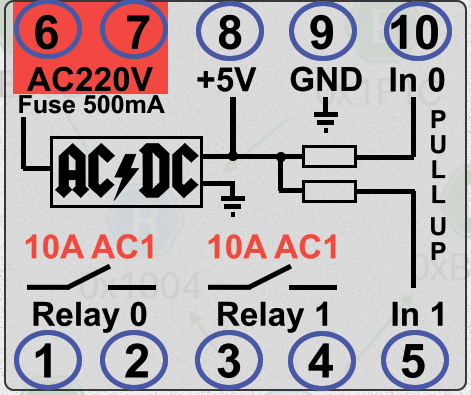 6 7 8 9 10
AC220V +5V GND In 0
Fuse 500mA
PULL UP
AC DC
10A AC1 10A AC1
0x1004
Relay 0 Relay 1 In 1
1 2 3 4 5